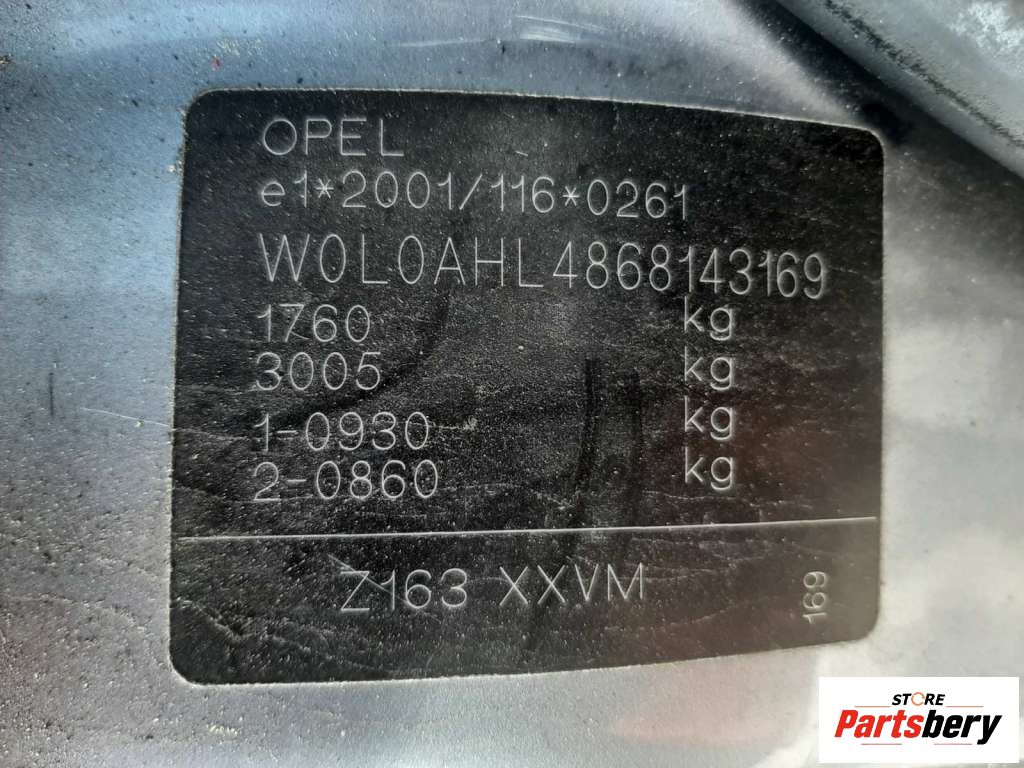 OPEL
e1*2001/116*0261
W0L0AHL4868143169
1760 kg
3005 kg
1-0930 kg
2-0860 kg
Z163 XXVM
169
STORE
Partsbery